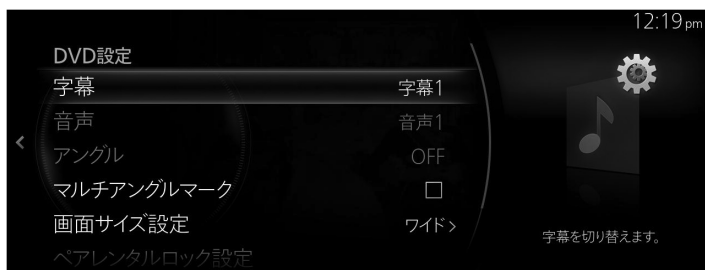 12:19 pm
DVD設定
字幕 字幕1
音声 音声1
アングル OFF
マルチアングルマーク □
画面サイズ設定 ワイド>
ペアレンタルロック設定
字幕を切り替えます。